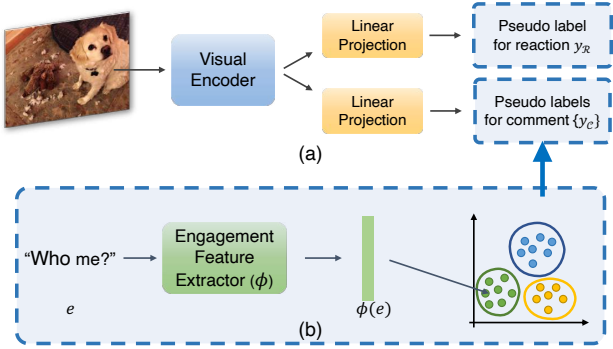 Visual
Encoder
Linear
Projection
Pseudo label
for reaction y_ℛ
Linear
Projection
Pseudo labels
for comment {y_𝒞}
(a)
“Who me?”
e
Engagement
Feature
Extractor (ϕ)
ϕ(e)
(b)